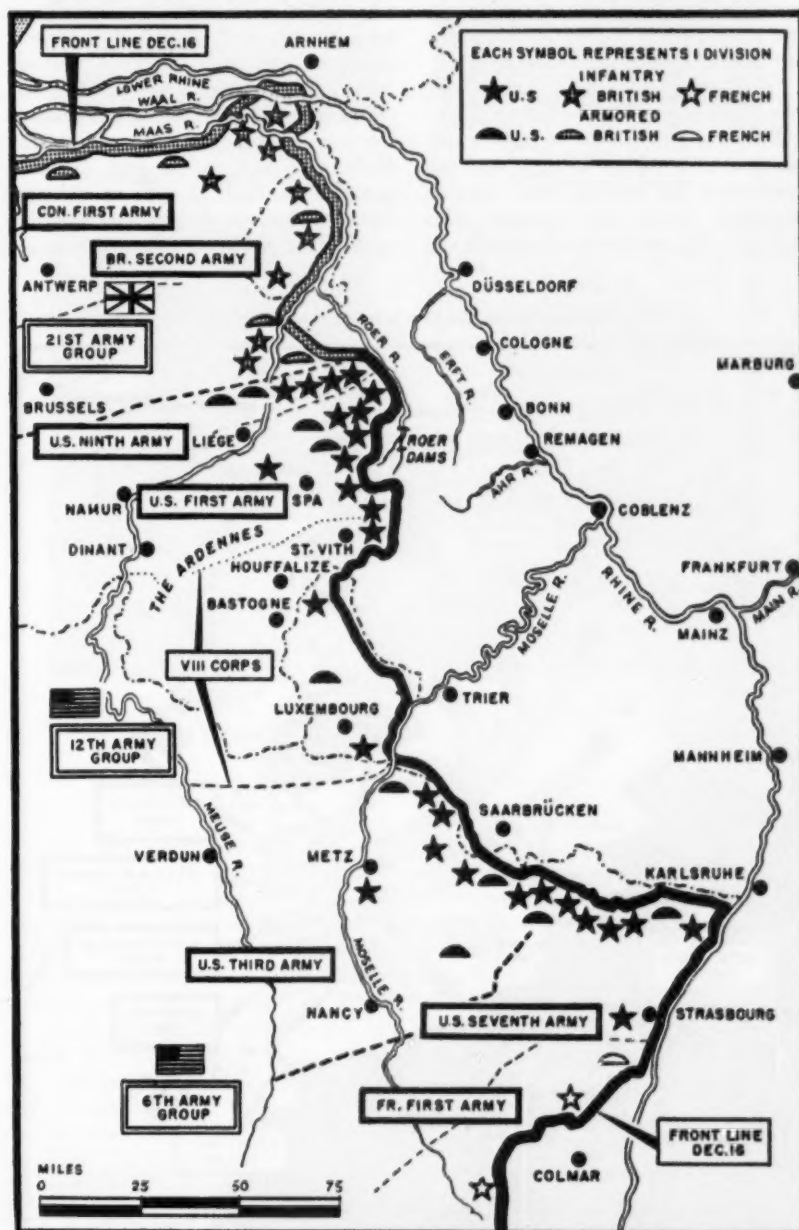 FRONT LINE DEC.16
ARNHEM
LOWER RHINE
WAAL R.
MAAS R.
EACH SYMBOL REPRESENTS 1 DIVISION
INFANTRY
U.S BRITISH FRENCH
ARMORED
U.S. BRITISH FRENCH
CDN. FIRST ARMY
BR. SECOND ARMY
ANTWERP
21ST ARMY
GROUP
DÜSSELDORF
ROER R.
ERFT R.
COLOGNE
MARBURG
BRUSSELS
BONN
U.S. NINTH ARMY
LIÉGE
REMAGEN
ROER
DAMS
AHR R.
U.S. FIRST ARMY
SPA
NAMUR
COBLENZ
DINANT
THE ARDENNES
ST. VITH
HOUFFALIZE
BASTOGNE
MOSELLE R.
RHINE R.
FRANKFURT
MAIN R.
MAINZ
VIII CORPS
TRIER
LUXEMBOURG
12TH ARMY
GROUP
MANNHEIM
MEUSE R.
SAARBRÜCKEN
VERDUN
METZ
KARLSRUHE
U.S. THIRD ARMY
MOSELLE R.
NANCY
U.S. SEVENTH ARMY
STRASBOURG
6TH ARMY
GROUP
FR. FIRST ARMY
FRONT LINE
DEC.16
COLMAR
MILES
0 25 50 75